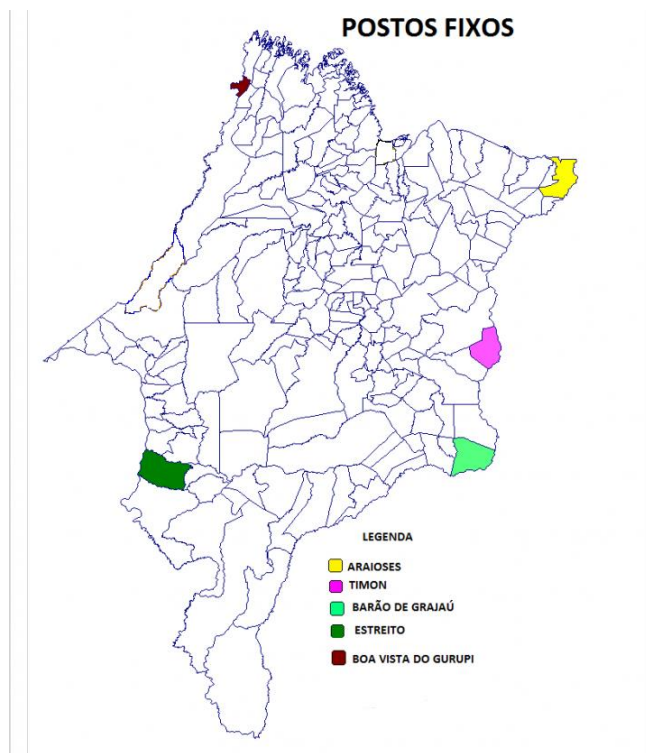 POSTOS FIXOS
LEGENDA
ARAIOSES
TIMON
BARÃO DE GRAJAÚ
ESTREITO
BOA VISTA DO GURUPI